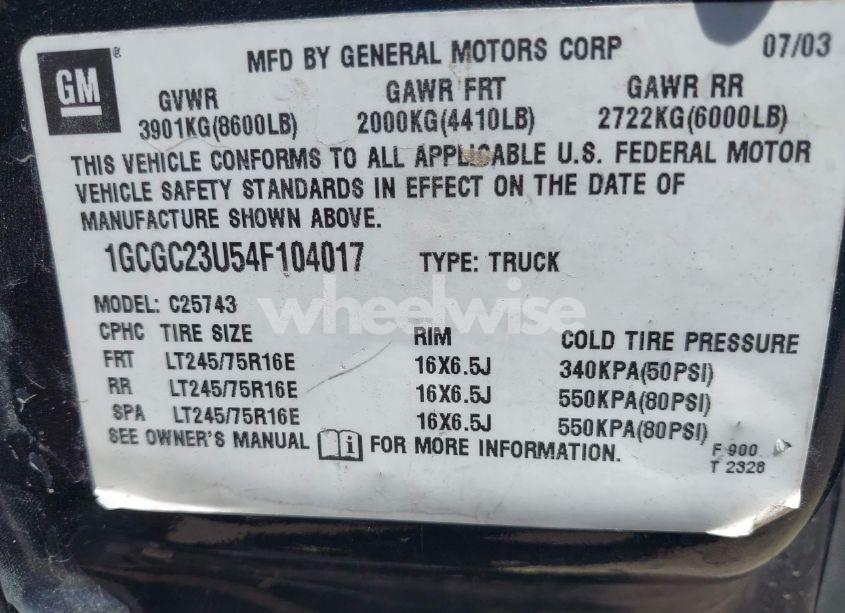 GM ®
MFD BY GENERAL MOTORS CORP 07/03
GVWR GAWR FRT GAWR RR
3901KG(8600LB) 2000KG(4410LB) 2722KG(6000LB)
THIS VEHICLE CONFORMS TO ALL APPLICABLE U.S. FEDERAL MOTOR
VEHICLE SAFETY STANDARDS IN EFFECT ON THE DATE OF
MANUFACTURE SHOWN ABOVE.
1GCGC23U54F104017 TYPE: TRUCK
MODEL: C25743
wheelwise
CPHC TIRE SIZE RIM COLD TIRE PRESSURE
FRT LT245/75R16E 16X6.5J 340KPA(50PSI)
RR LT245/75R16E 16X6.5J 550KPA(80PSI)
SPA LT245/75R16E 16X6.5J 550KPA(80PSI)
SEE OWNER'S MANUAL i FOR MORE INFORMATION.
F 900
T 2328